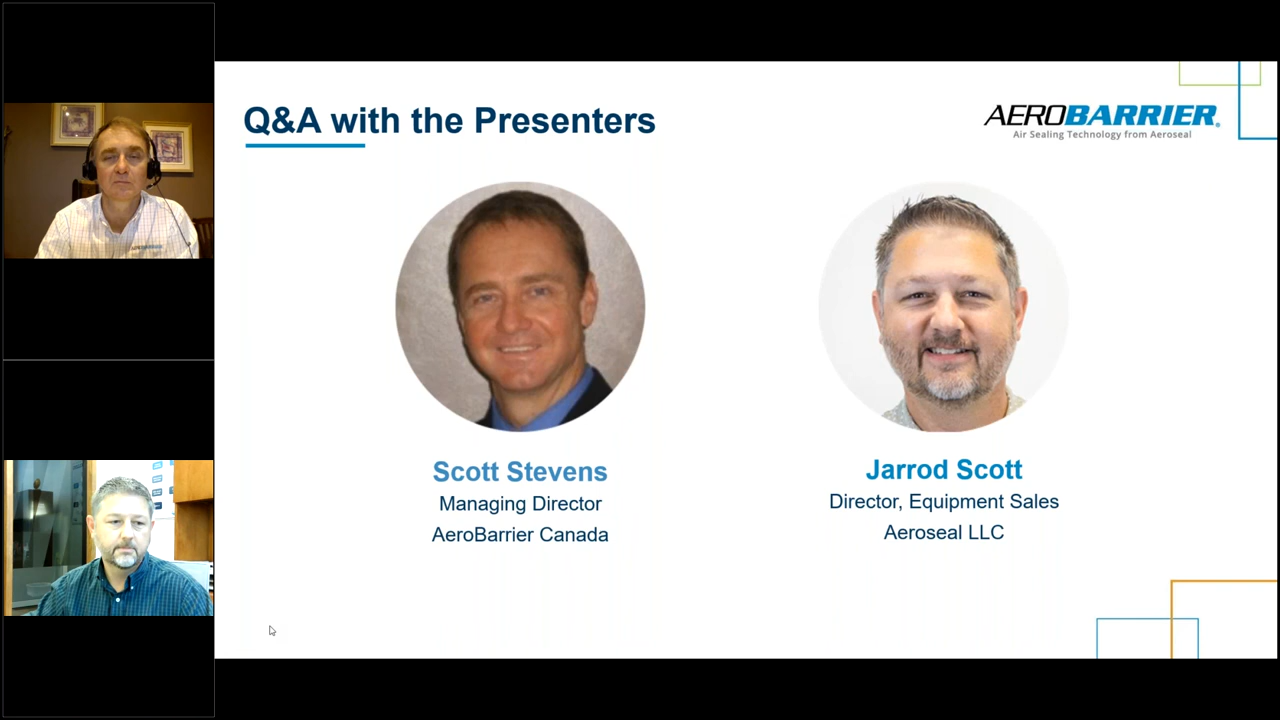 Q&A with the Presenters
AEROBARRIER®
Air Sealing Technology from Aeroseal
Scott Stevens
Managing Director
AeroBarrier Canada
Jarrod Scott
Director, Equipment Sales
Aeroseal LLC